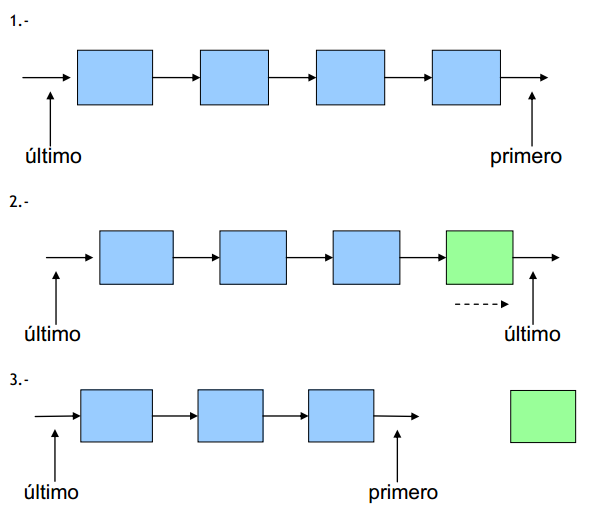 1.-
último
primero
2.-
último
último
3.-
último
primero